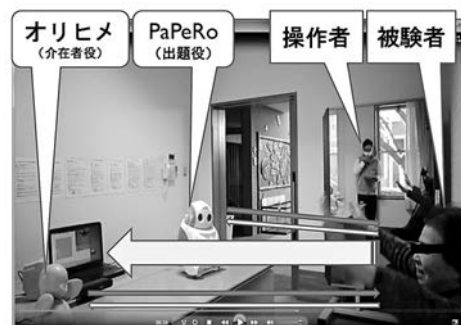 オリヒメ
（介在者役）
PaPeRo
（出題役）
操作者
被験者